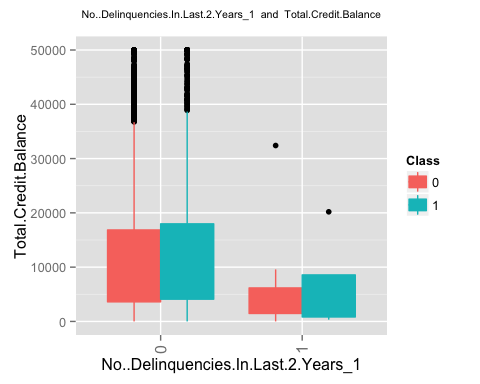 No..Delinquencies.In.Last.2.Years_1 and Total.Credit.Balance
50000
40000
30000
20000
10000
0
Total.Credit.Balance
0
1
No..Delinquencies.In.Last.2.Years_1
Class
0
1